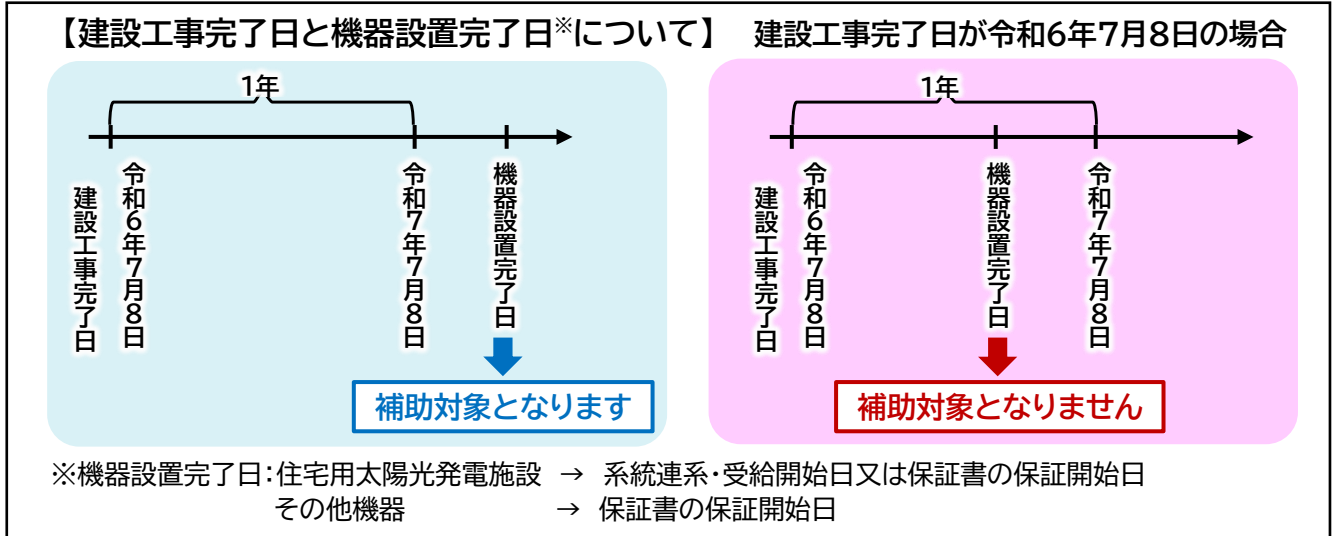 【建設工事完了日と機器設置完了日※について】 建設工事完了日が令和6年7月8日の場合
1年
建設工事完了日
令和6年7月8日
令和7年7月8日
機器設置完了日
補助対象となります
1年
建設工事完了日
令和6年7月8日
機器設置完了日
令和7年7月8日
補助対象となりません
※機器設置完了日:住宅用太陽光発電施設 → 系統連系・受給開始日又は保証書の保証開始日
その他機器 → 保証書の保証開始日